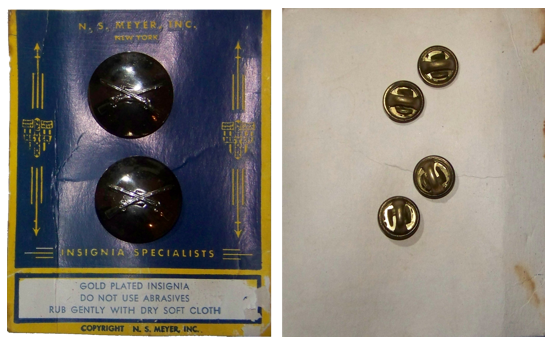 N. S. MEYER, INC.
NEW YORK
INSIGNIA SPECIALISTS
GOLD PLATED INSIGNIA
DO NOT USE ABRASIVES
RUB GENTLY WITH DRY SOFT CLOTH
COPYRIGHT N. S. MEYER, INC.